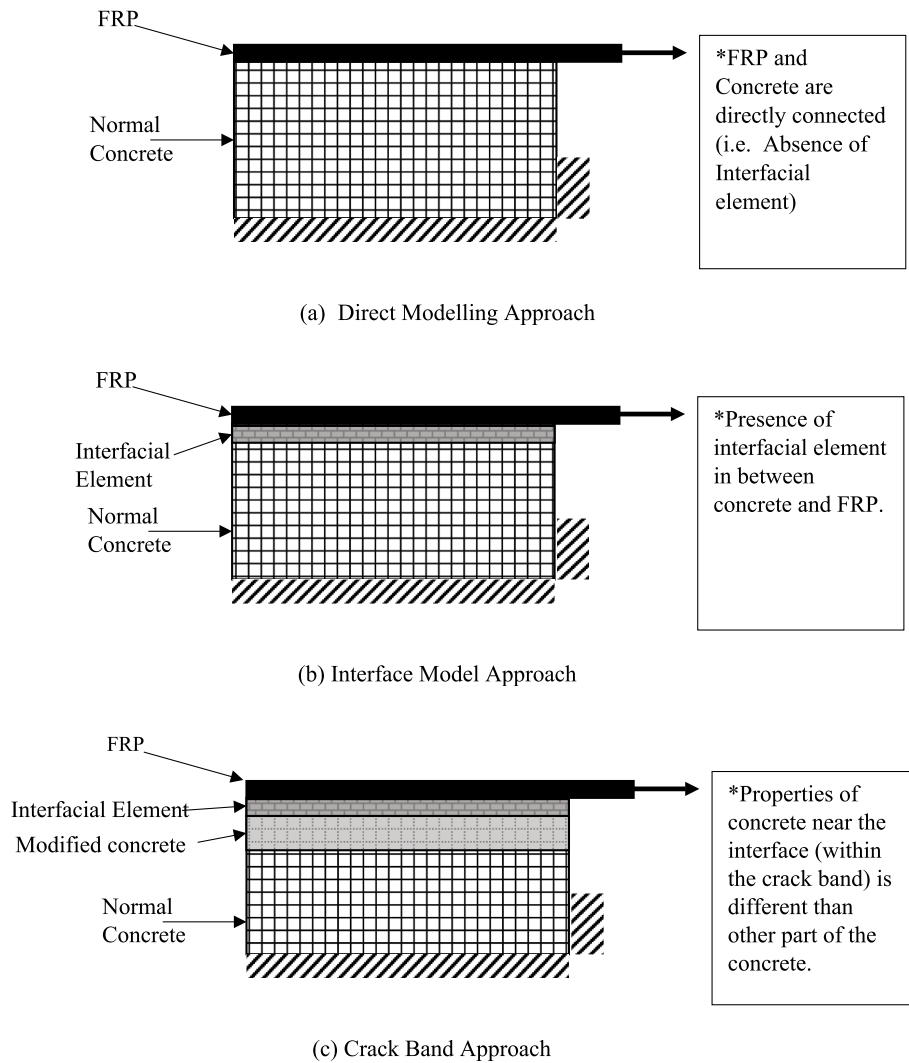 FRP
Normal
Concrete
*FRP and
Concrete are
directly connected
(i.e. Absence of
Interfacial
element)
(a) Direct Modelling Approach
FRP
Interfacial
Element
Normal
Concrete
*Presence of
interfacial element
in between
concrete and FRP.
(b) Interface Model Approach
FRP
Interfacial Element
Modified concrete
Normal
Concrete
*Properties of
concrete near the
interface (within
the crack band) is
different than
other part of the
concrete.
(c) Crack Band Approach